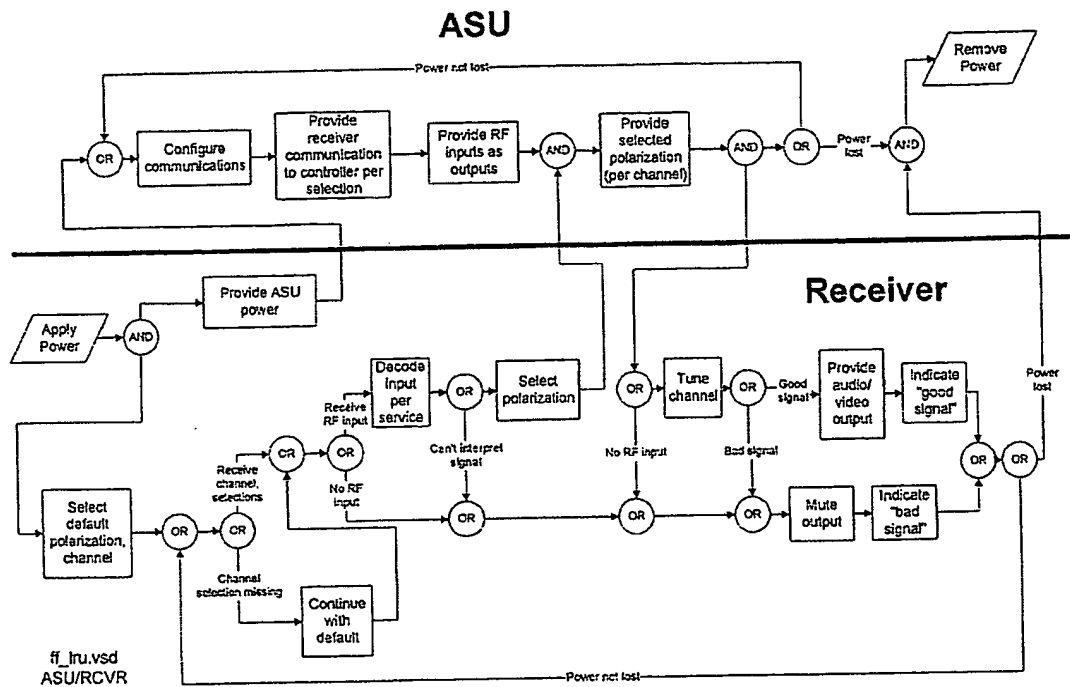 ASU
Remove
Power
Power not lost
OR
Configure
communications
Provide
receiver
communication
to controller per
selection
Provide RF
inputs as
outputs
AND
Provide
selected
polarization
(per channel)
AND
OR
Power
lost
AND
Receiver
Apply
Power
AND
Provide ASU
power
Receive
RF input
Decode
input
per
service
OR
Select
polarization
Can't interpret
signal
OR
Tune
channel
OR
Good
signal
Provide
audio/
video
output
Indicate
"good
signal"
Power
lost
No RF input
Bad signal
Receive
channel,
selections
OR
OR
No RF
input
OR
OR
Select
default
polarization,
channel
OR
OR
OR
OR
OR
Mute
output
Indicate
"bad
signal"
Channel
selection missing
Continue
with
default
ff_lru.vsd
ASU/RCVR
Power not lost